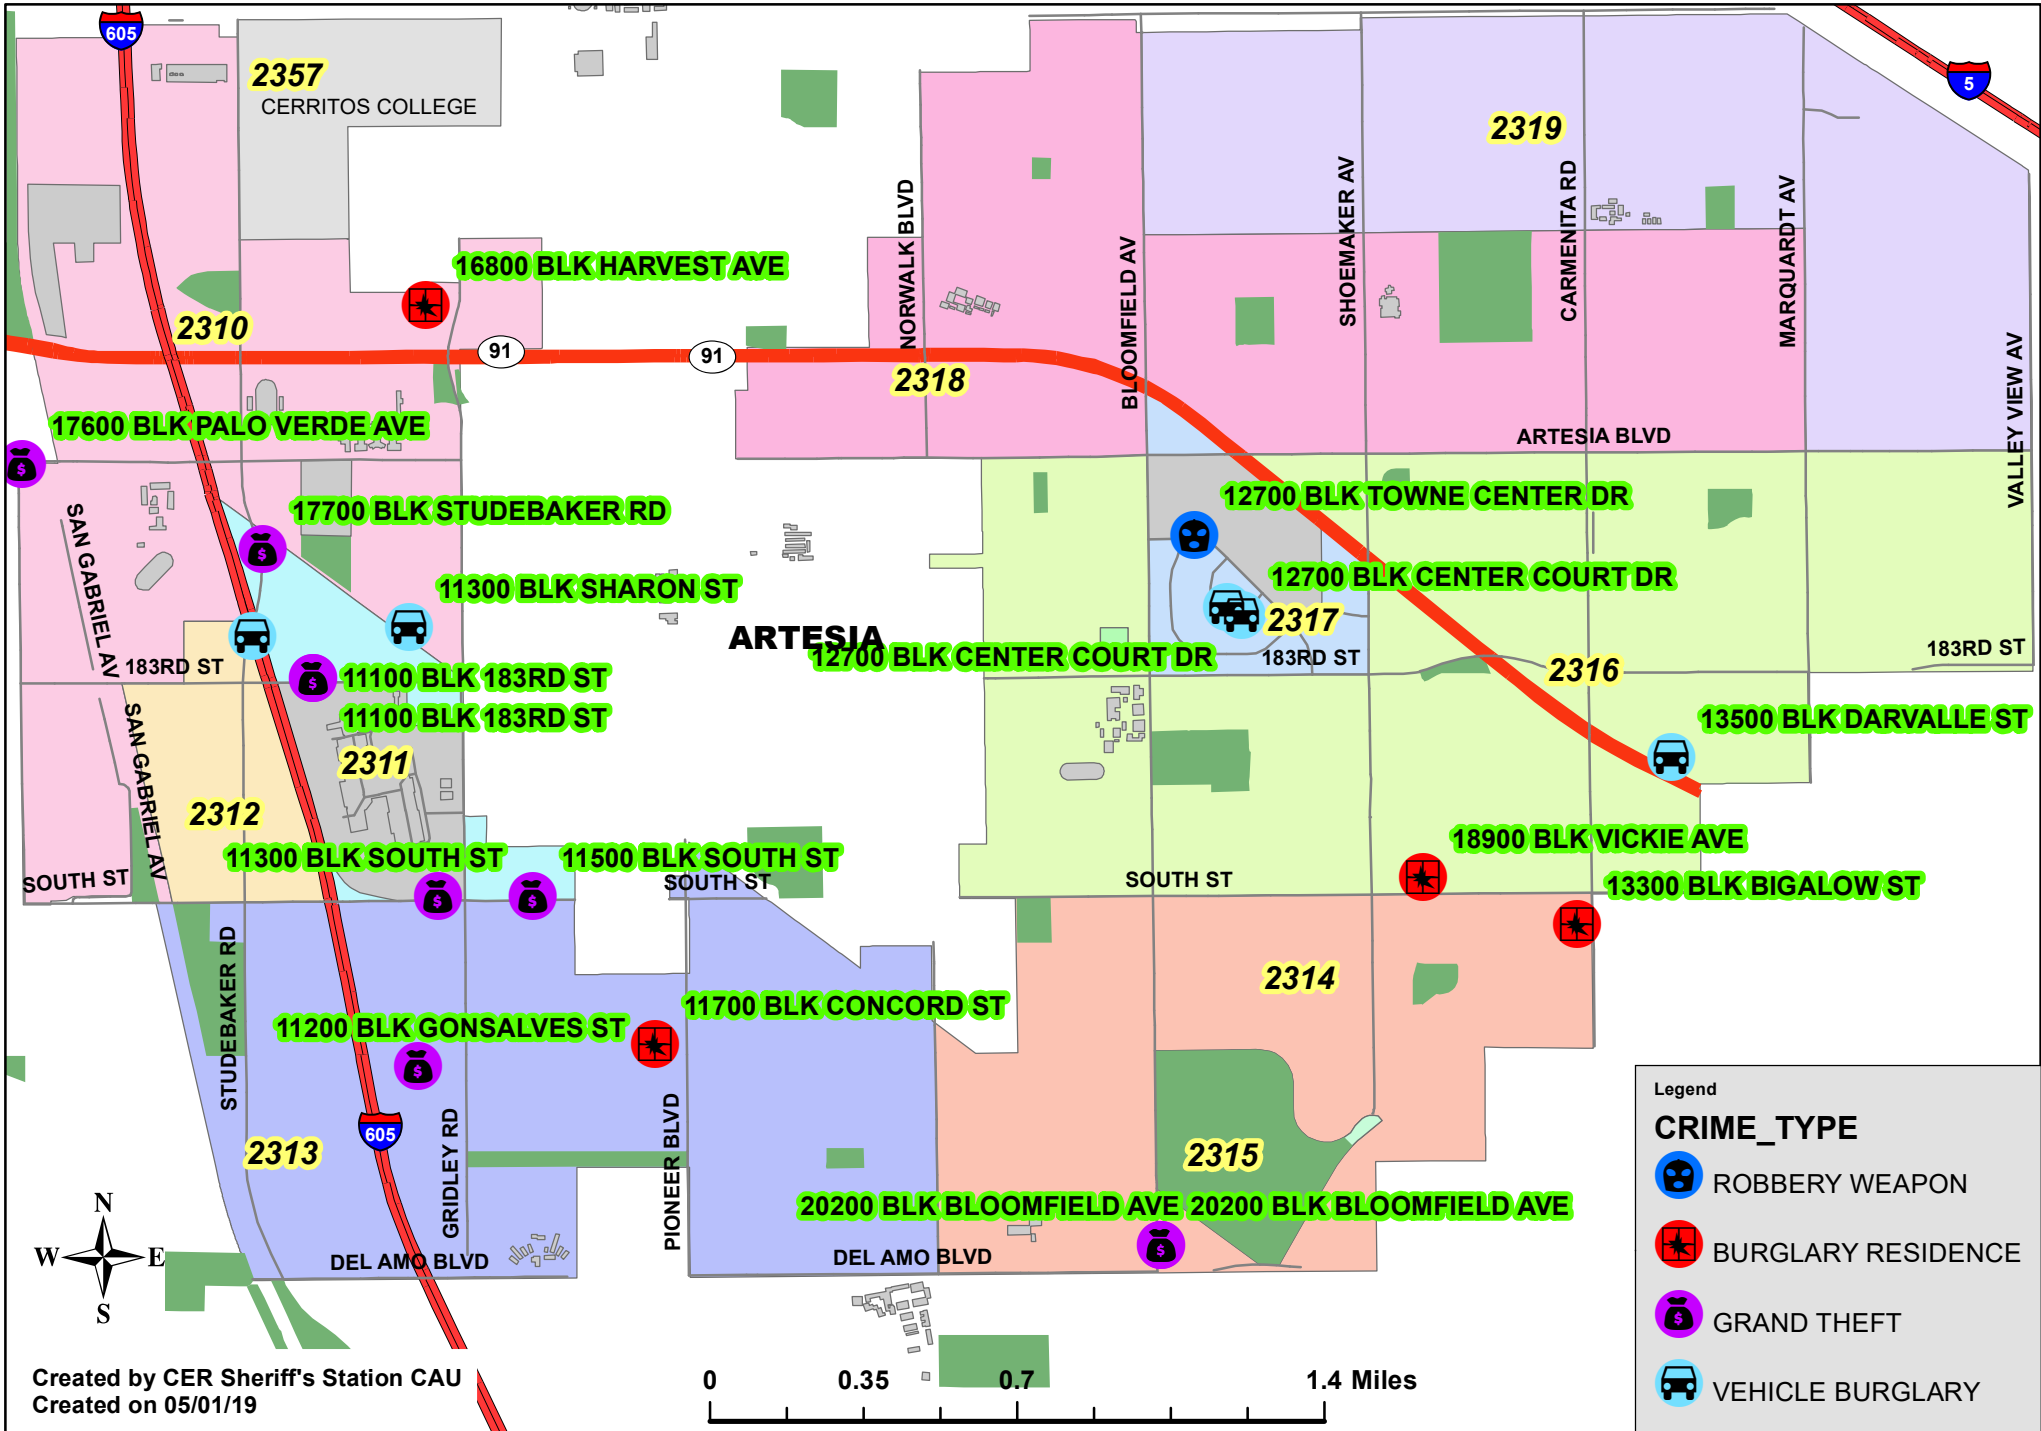 605
5
2357
CERRITOS COLLEGE
2319
NORWALK BLVD
BLOOMFIELD AV
SHOEMAKER AV
CARMENITA RD
MARQUARDT AV
VALLEY VIEW AV
16800 BLK HARVEST AVE
2310
91
91
2318
17600 BLK PALO VERDE AVE
ARTESIA BLVD
17700 BLK STUDEBAKER RD
12700 BLK TOWNE CENTER DR
SAN GABRIEL AV
11300 BLK SHARON ST
12700 BLK CENTER COURT DR
2317
ARTESIA
12700 BLK CENTER COURT DR
183RD ST
183RD ST
183RD ST
2316
11100 BLK 183RD ST
11100 BLK 183RD ST
13500 BLK DARVALLE ST
SAN GABRIEL AV
2311
2312
18900 BLK VICKIE AVE
11300 BLK SOUTH ST
11500 BLK SOUTH ST
SOUTH ST
SOUTH ST
SOUTH ST
13300 BLK BIGALOW ST
STUDEBAKER RD
2314
11700 BLK CONCORD ST
11200 BLK GONSALVES ST
605
2313
GRIDLEY RD
PIONEER BLVD
2315
20200 BLK BLOOMFIELD AVE
20200 BLK BLOOMFIELD AVE
DEL AMO BLVD
DEL AMO BLVD
N
W
E
S
Legend
CRIME_TYPE
ROBBERY WEAPON
BURGLARY RESIDENCE
$ GRAND THEFT
VEHICLE BURGLARY
Created by CER Sheriff's Station CAU
Created on 05/01/19
0 0.35 0.7 1.4 Miles